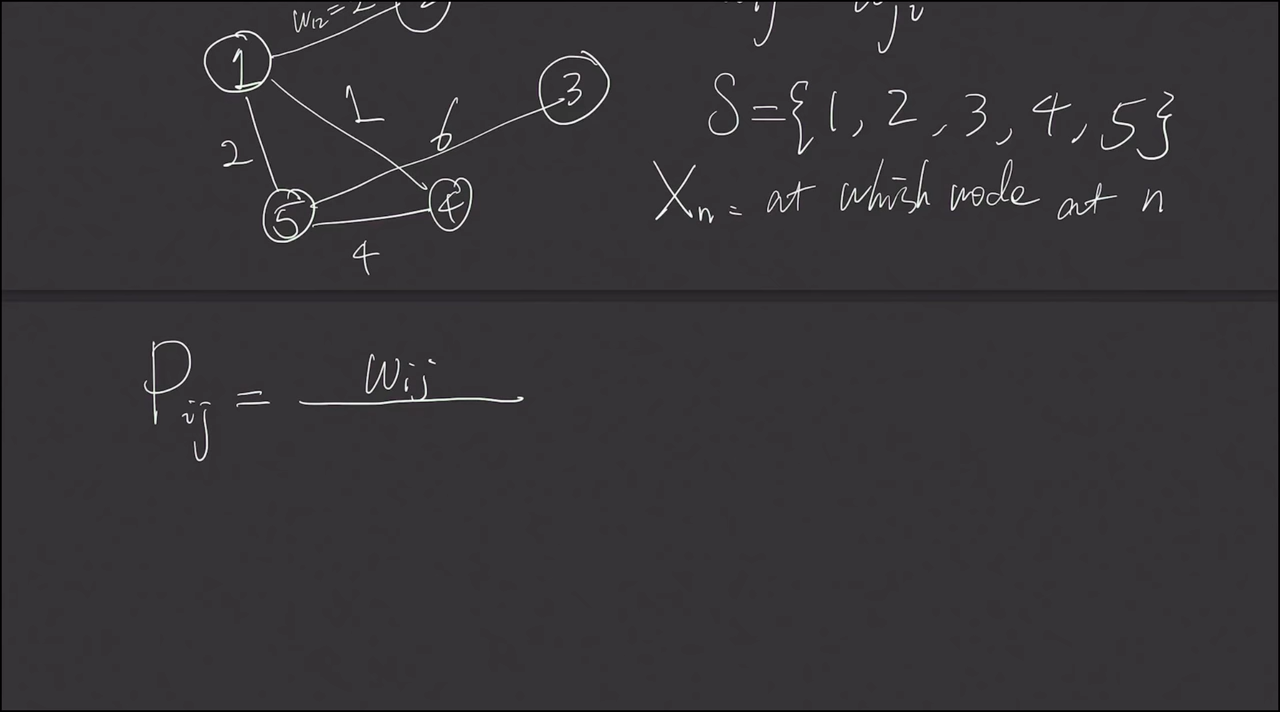 w12=
1
2
1
6
3
S={1, 2, 3, 4, 5}
Xn = at which node at n
5
4
4
Pij = wij